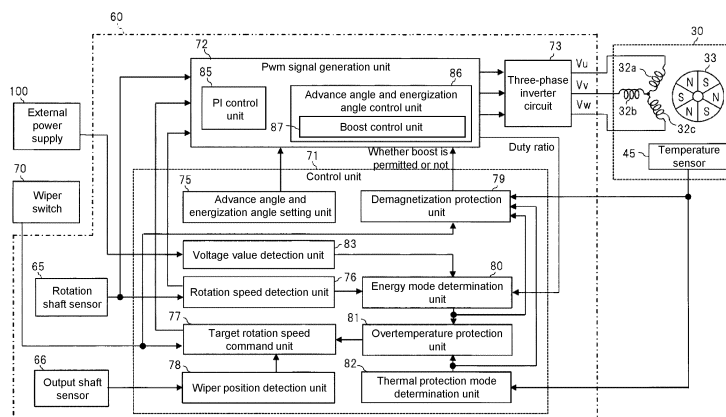 60
72
Pwm signal generation unit
85
PI control
unit
86
Advance angle and energization
angle control unit
87
Boost control unit
73
Three-phase
inverter
circuit
Vu
Vv
Vw
30
32a
32b
32c
33
N
S
N
S
N
S
45
Temperature
sensor
100
External
power
supply
70
Wiper
switch
71
Control unit
Whether boost is
permitted or not
Duty ratio
75
Advance angle and
energization angle setting unit
79
Demagnetization protection
unit
83
Voltage value detection unit
65
Rotation
shaft sensor
76
Rotation speed detection unit
80
Energy mode determination
unit
77
Target rotation speed
command unit
81
Overtemperature protection
unit
66
Output shaft
sensor
78
Wiper position detection unit
82
Thermal protection mode
determination unit